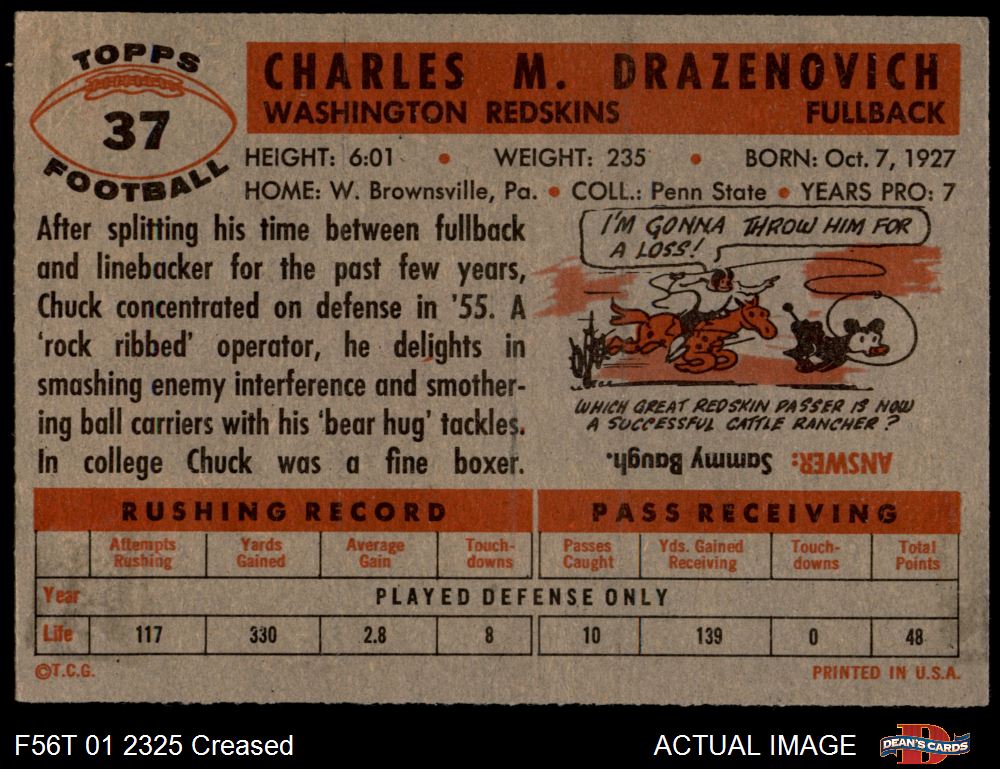 TOPPS
37
FOOTBALL
CHARLES M. DRAZENOVICH
WASHINGTON REDSKINS FULLBACK
HEIGHT: 6:01 • WEIGHT: 235 • BORN: Oct. 7, 1927
HOME: W. Brownsville, Pa. • COLL.: Penn State • YEARS PRO: 7
After splitting his time between fullback
and linebacker for the past few years,
Chuck concentrated on defense in '55. A
'rock ribbed' operator, he delights in
smashing enemy interference and smother-
ing ball carriers with his 'bear hug' tackles.
In college Chuck was a fine boxer.
I'M GONNA THROW HIM FOR
A LOSS!
WHICH GREAT REDSKIN PASSER IS NOW
A SUCCESSFUL CATTLE RANCHER?
ANSWER: Sammy Baugh.
RUSHING RECORD PASS RECEIVING
Attempts Rushing Yards Gained Average Gain Touch-downs Passes Caught Yds. Gained Receiving Touch-downs Total Points
Year PLAYED DEFENSE ONLY
Life 117 330 2.8 8 10 139 0 48
©T.C.G. PRINTED IN U.S.A.
F56T 01 2325 Creased ACTUAL IMAGE D DEAN'S CARDS